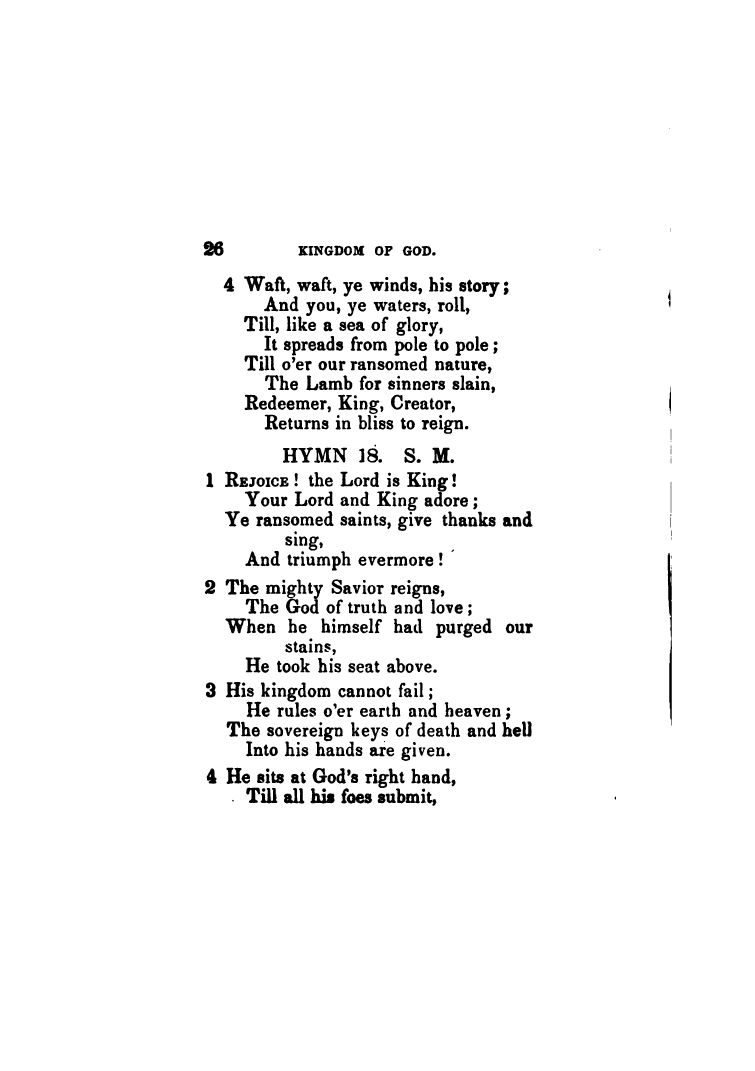 26 KINGDOM OF GOD.
4 Waft, waft, ye winds, his story;
And you, ye waters, roll,
Till, like a sea of glory,
It spreads from pole to pole;
Till o'er our ransomed nature,
The Lamb for sinners slain,
Redeemer, King, Creator,
Returns in bliss to reign.
HYMN 18. S. M.
1 REJOICE! the Lord is King!
Your Lord and King adore;
Ye ransomed saints, give thanks and
sing,
And triumph evermore!
2 The mighty Savior reigns,
The God of truth and love;
When he himself had purged our
stains,
He took his seat above.
3 His kingdom cannot fail;
He rules o'er earth and heaven;
The sovereign keys of death and hell
Into his hands are given.
4 He sits at God's right hand,
Till all his foes submit,